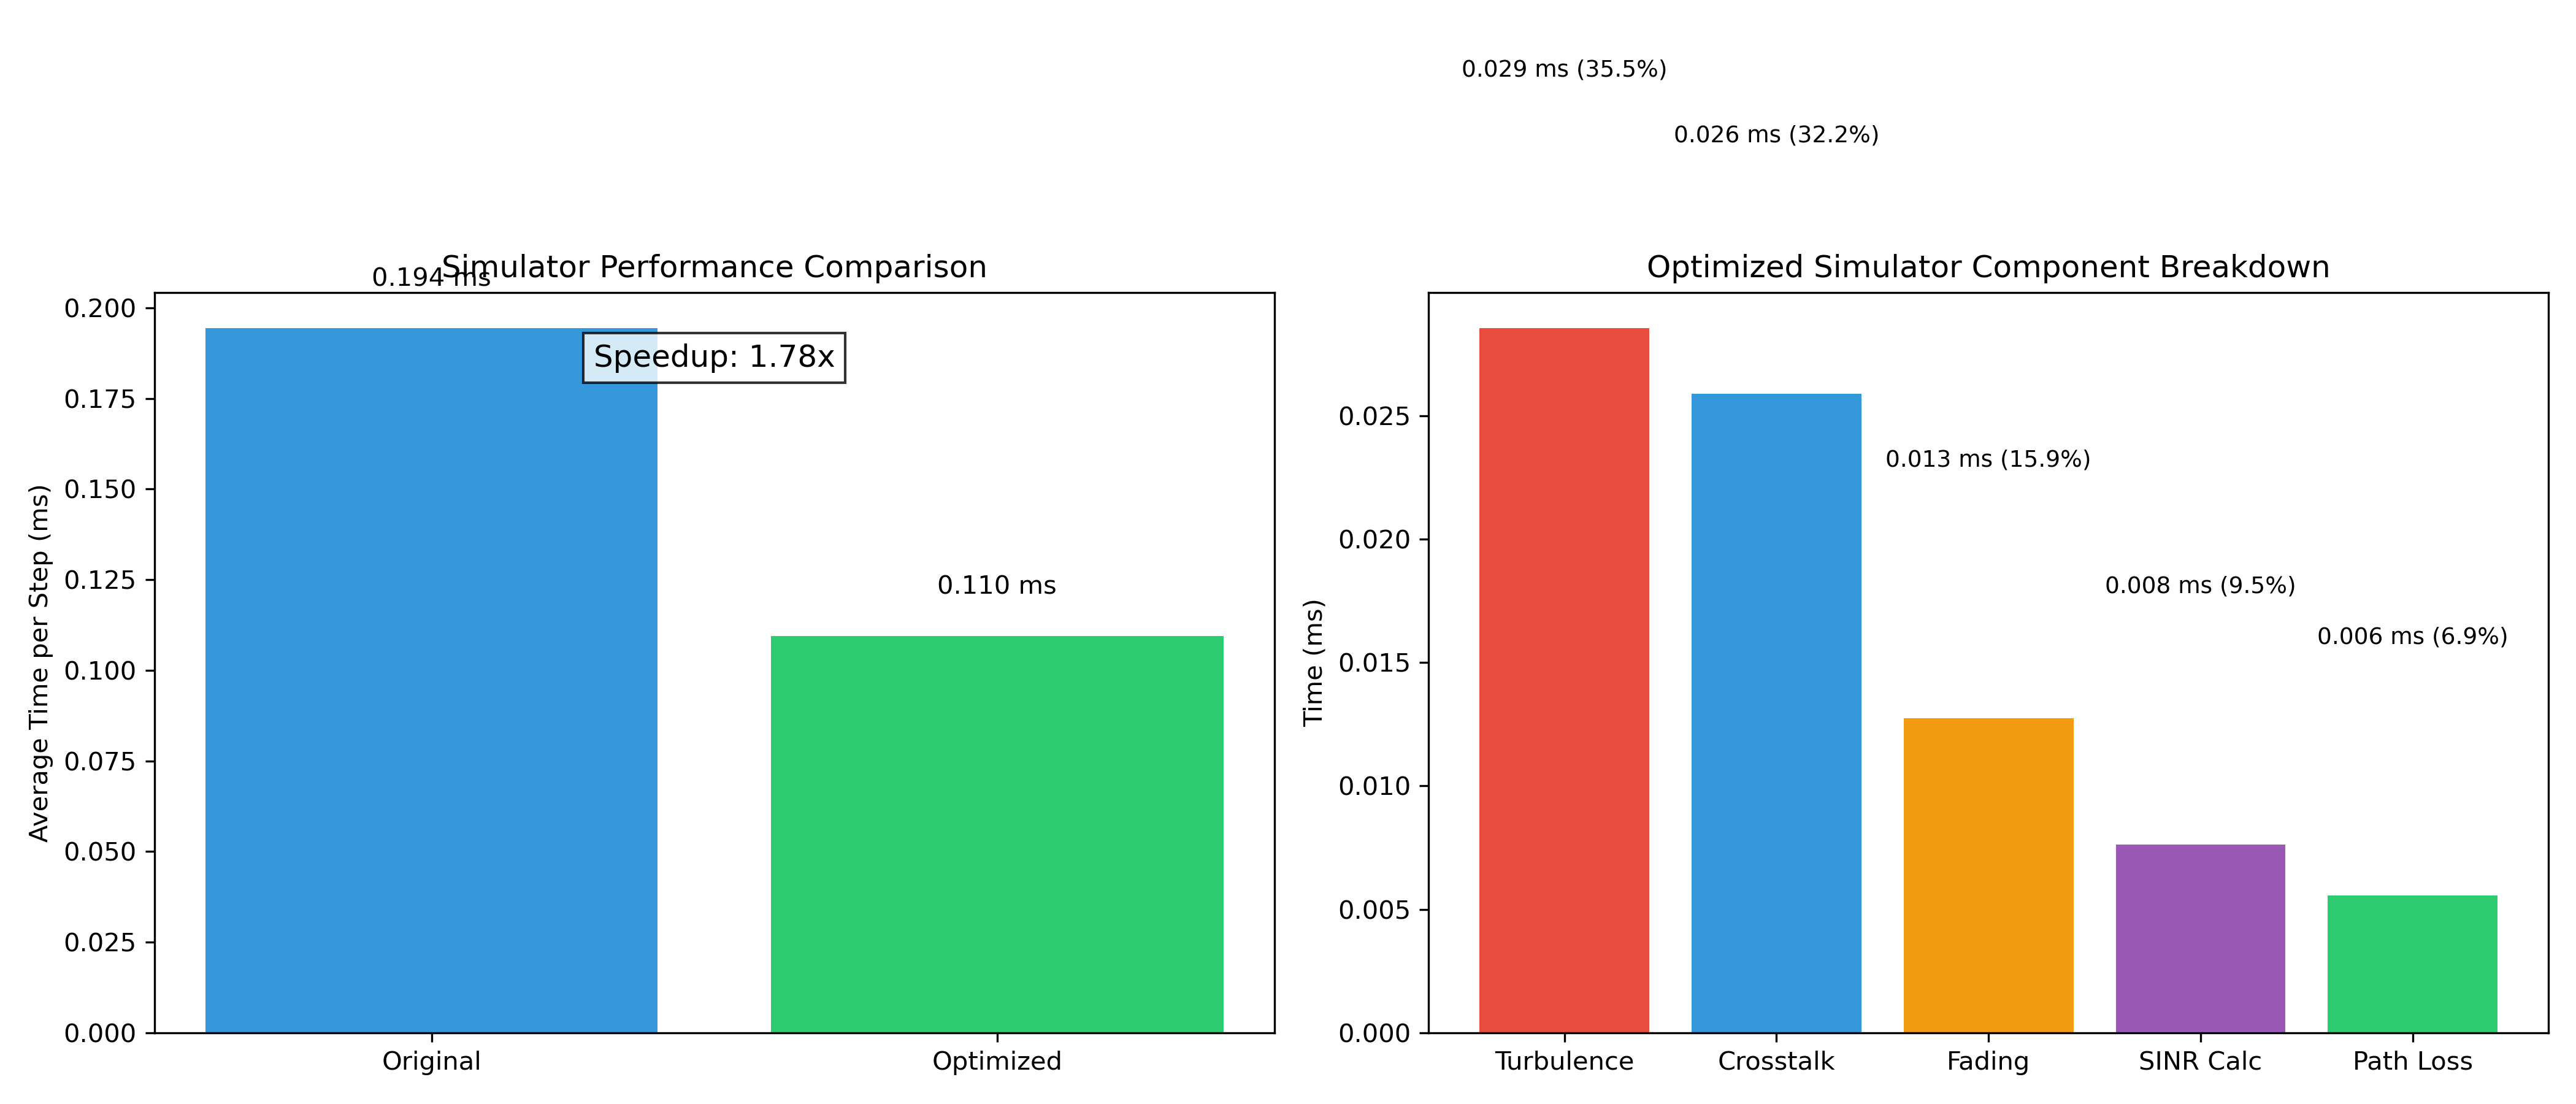 Simulator Performance Comparison
0.194 ms
Speedup: 1.78x
0.110 ms
Average Time per Step (ms)
0.200
0.175
0.150
0.125
0.100
0.075
0.050
0.025
0.000
Original
Optimized
0.029 ms (35.5%)
0.026 ms (32.2%)
Optimized Simulator Component Breakdown
0.013 ms (15.9%)
0.008 ms (9.5%)
0.006 ms (6.9%)
Time (ms)
0.025
0.020
0.015
0.010
0.005
0.000
Turbulence
Crosstalk
Fading
SINR Calc
Path Loss